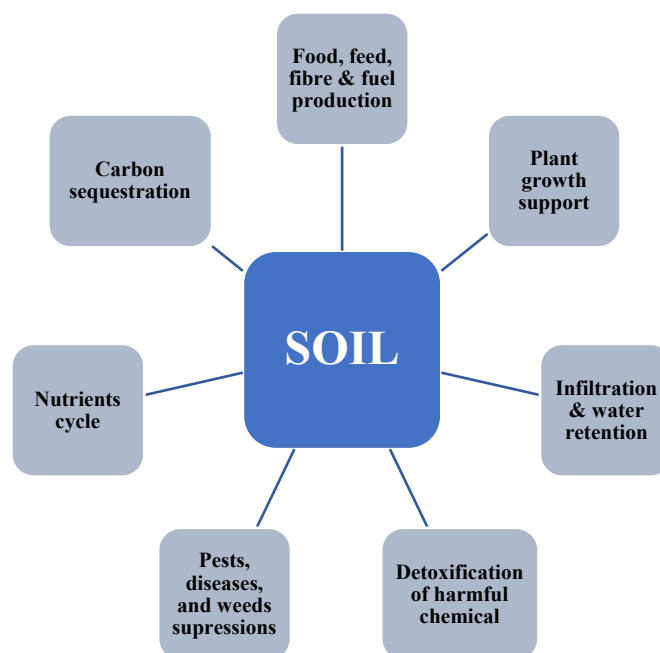 Food, feed,
fibre & fuel
production
Plant
growth
support
Carbon
sequestration
SOIL
Infiltration
& water
retention
Nutrients
cycle
Detoxification
of harmful
chemical
Pests,
diseases,
and weeds
supressions